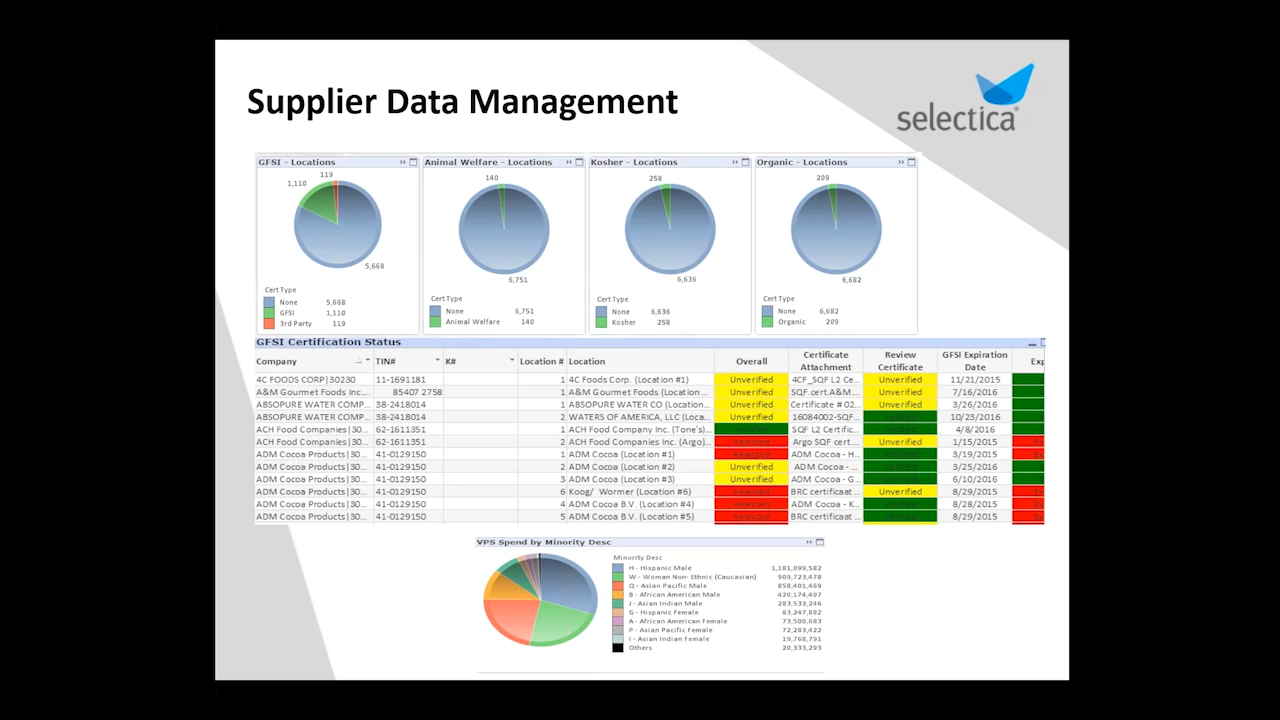 Supplier Data Management
selectica
GFSI - Locations
119
1,110
5,668
Cert Type
None 5,668
GFSI 1,110
3rd Party 119
Animal Welfare - Locations
140
6,751
Cert Type
None 6,751
Animal Welfare 140
Kosher - Locations
258
6,636
Cert Type
None 6,636
Kosher 258
Organic - Locations
209
6,682
Cert Type
None 6,682
Organic 209
GFSI Certification Status
Company TIN# K# Location # Location Overall Certificate Attachment Review Certificate GFSI Expiration Date Exp
4C FOODS CORP|30230 11-1691181 1 4C Foods Corp. (Location #1) Unverified 4CF_SQF L2 Ce... Unverified 11/21/2015
A&M Gourmet Foods Inc... 85407 2758 1 A&M Gourmet Foods (Location ... Unverified SQF.cert.A&M... Unverified 7/16/2016
ABSOPURE WATER COMP... 38-2418014 1 ABSOPURE WATER CO (Location... Unverified Certificate # 02... Unverified 3/26/2016
ABSOPURE WATER COMP... 38-2418014 2 WATERS OF AMERICA, LLC (Loca... Unverified 16084002-SQF... Verified 10/23/2016
ACH Food Companies|30... 62-1611351 1 ACH Food Company Inc. (Tone's)... Verified SQF L2 Certific... Verified 4/8/2016
ACH Food Companies|30... 62-1611351 2 ACH Food Companies Inc. (Argo)... Rejected Argo SQF cert... Unverified 1/15/2015
ADM Cocoa Products|30... 41-0129150 1 ADM Cocoa (Location #1) Rejected ADM Cocoa - H... Verified 3/19/2015
ADM Cocoa Products|30... 41-0129150 2 ADM Cocoa (Location #2) Unverified ADM Cocoa - ... Verified 3/25/2016
ADM Cocoa Products|30... 41-0129150 3 ADM Cocoa (Location #3) Unverified ADM Cocoa - G... Verified 6/10/2016
ADM Cocoa Products|30... 41-0129150 6 Koog/ Wormer (Location #6) Rejected BRC certificaat ... Unverified 8/29/2015
ADM Cocoa Products|30... 41-0129150 4 ADM Cocoa B.V. (Location #4) Rejected ADM Cocoa - K... Verified 8/28/2015
ADM Cocoa Products|30... 41-0129150 5 ADM Cocoa B.V. (Location #5) Rejected BRC certificaat ... Verified 8/29/2015
VPS Spend by Minority Desc
Minority Desc
H - Hispanic Male 1,181,099,582
W - Woman Non- Ethnic (Caucasian) 909,723,478
Q - Asian Pacific Male 858,401,469
B - African American Male 420,174,497
J - Asian Indian Male 283,533,246
G - Hispanic Female 83,247,882
A - African American Female 73,500,683
P - Asian Pacific Female 72,283,422
I - Asian Indian Female 19,768,791
Others 20,333,293